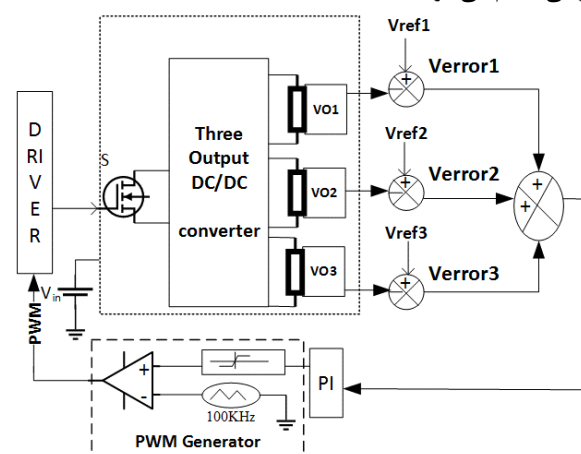 Vref1
Verror1
D
RI
V
E
R
S
Three
Output
DC/DC
converter
VO1
Vref2
Verror2
VO2
Vref3
Verror3
VO3
Vin
PWM
PI
100KHz
PWM Generator